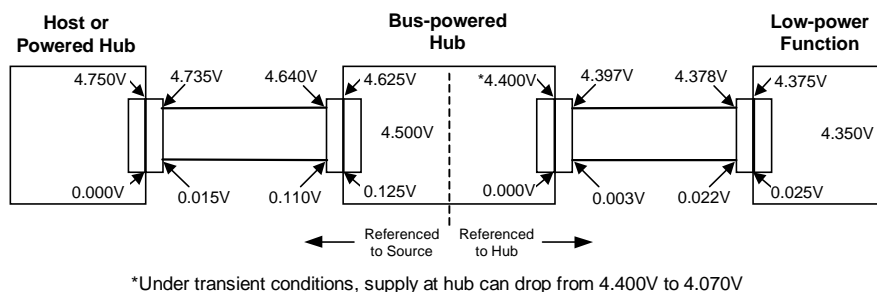 Host or
Powered Hub
Bus-powered
Hub
Low-power
Function
4.750V
4.735V
4.640V
4.625V
*4.400V
4.397V
4.378V
4.375V
4.500V
4.350V
0.000V
0.015V
0.110V
0.125V
0.000V
0.003V
0.022V
0.025V
Referenced
to Source
Referenced
to Hub
*Under transient conditions, supply at hub can drop from 4.400V to 4.070V